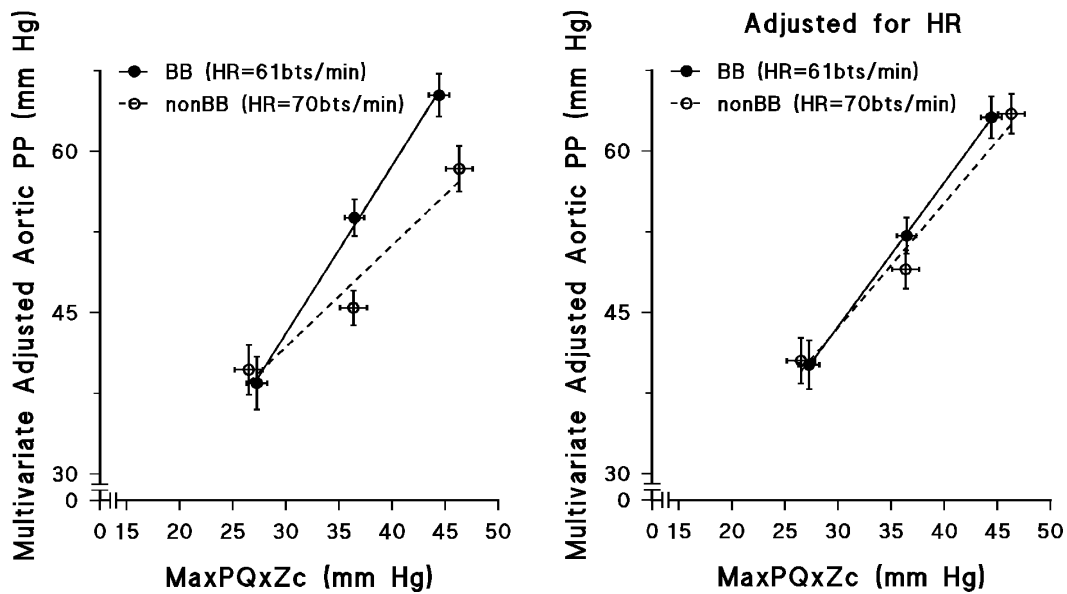 Multivariate Adjusted Aortic PP (mm Hg)
BB (HR=61bts/min)
nonBB (HR=70bts/min)
60
45
30
0
0 15 20 25 30 35 40 45 50
MaxPQxZc (mm Hg)
Adjusted for HR
Multivariate Adjusted Aortic PP (mm Hg)
BB (HR=61bts/min)
nonBB (HR=70bts/min)
60
45
30
0
0 15 20 25 30 35 40 45 50
MaxPQxZc (mm Hg)